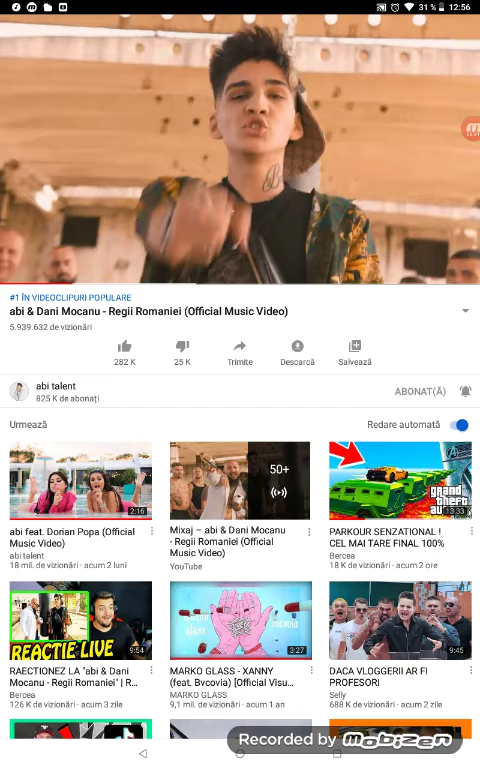 31 % 12:56
#1 ÎN VIDEOCLIPURI POPULARE
abi & Dani Mocanu - Regii Romaniei (Official Music Video)
5.939.632 de vizionări
282 K
25 K
Trimite
Descarcă
Salvează
abi talent
825 K de abonați
ABONAT(Ă)
Urmează
Redare automată
2:16
50+
grand
theft
au
13:33
abi feat. Dorian Popa (Official
Music Video)
abi talent
18 mil. de vizionări · acum 2 luni
Mixaj – abi & Dani Mocanu
- Regii Romaniei (Official
Music Video)
YouTube
PARKOUR SENZATIONAL !
CEL MAI TARE FINAL 100%
Bercea
18 K de vizionări · acum 2 ore
REACTIE LIVE
9:54
3:27
9:45
RAECTIONEZ LA "abi & Dani
Mocanu - Regii Romaniei" | R...
Bercea
126 K de vizionări · acum 3 zile
MARKO GLASS - XANNY
(feat. Bvcovia) [Official Visu...
MARKO GLASS
9,1 mil. de vizionări · acum 1 an
DACA VLOGGERII AR FI
PROFESORI
Selly
688 K de vizionări · acum 2 zile
Recorded by mobizen